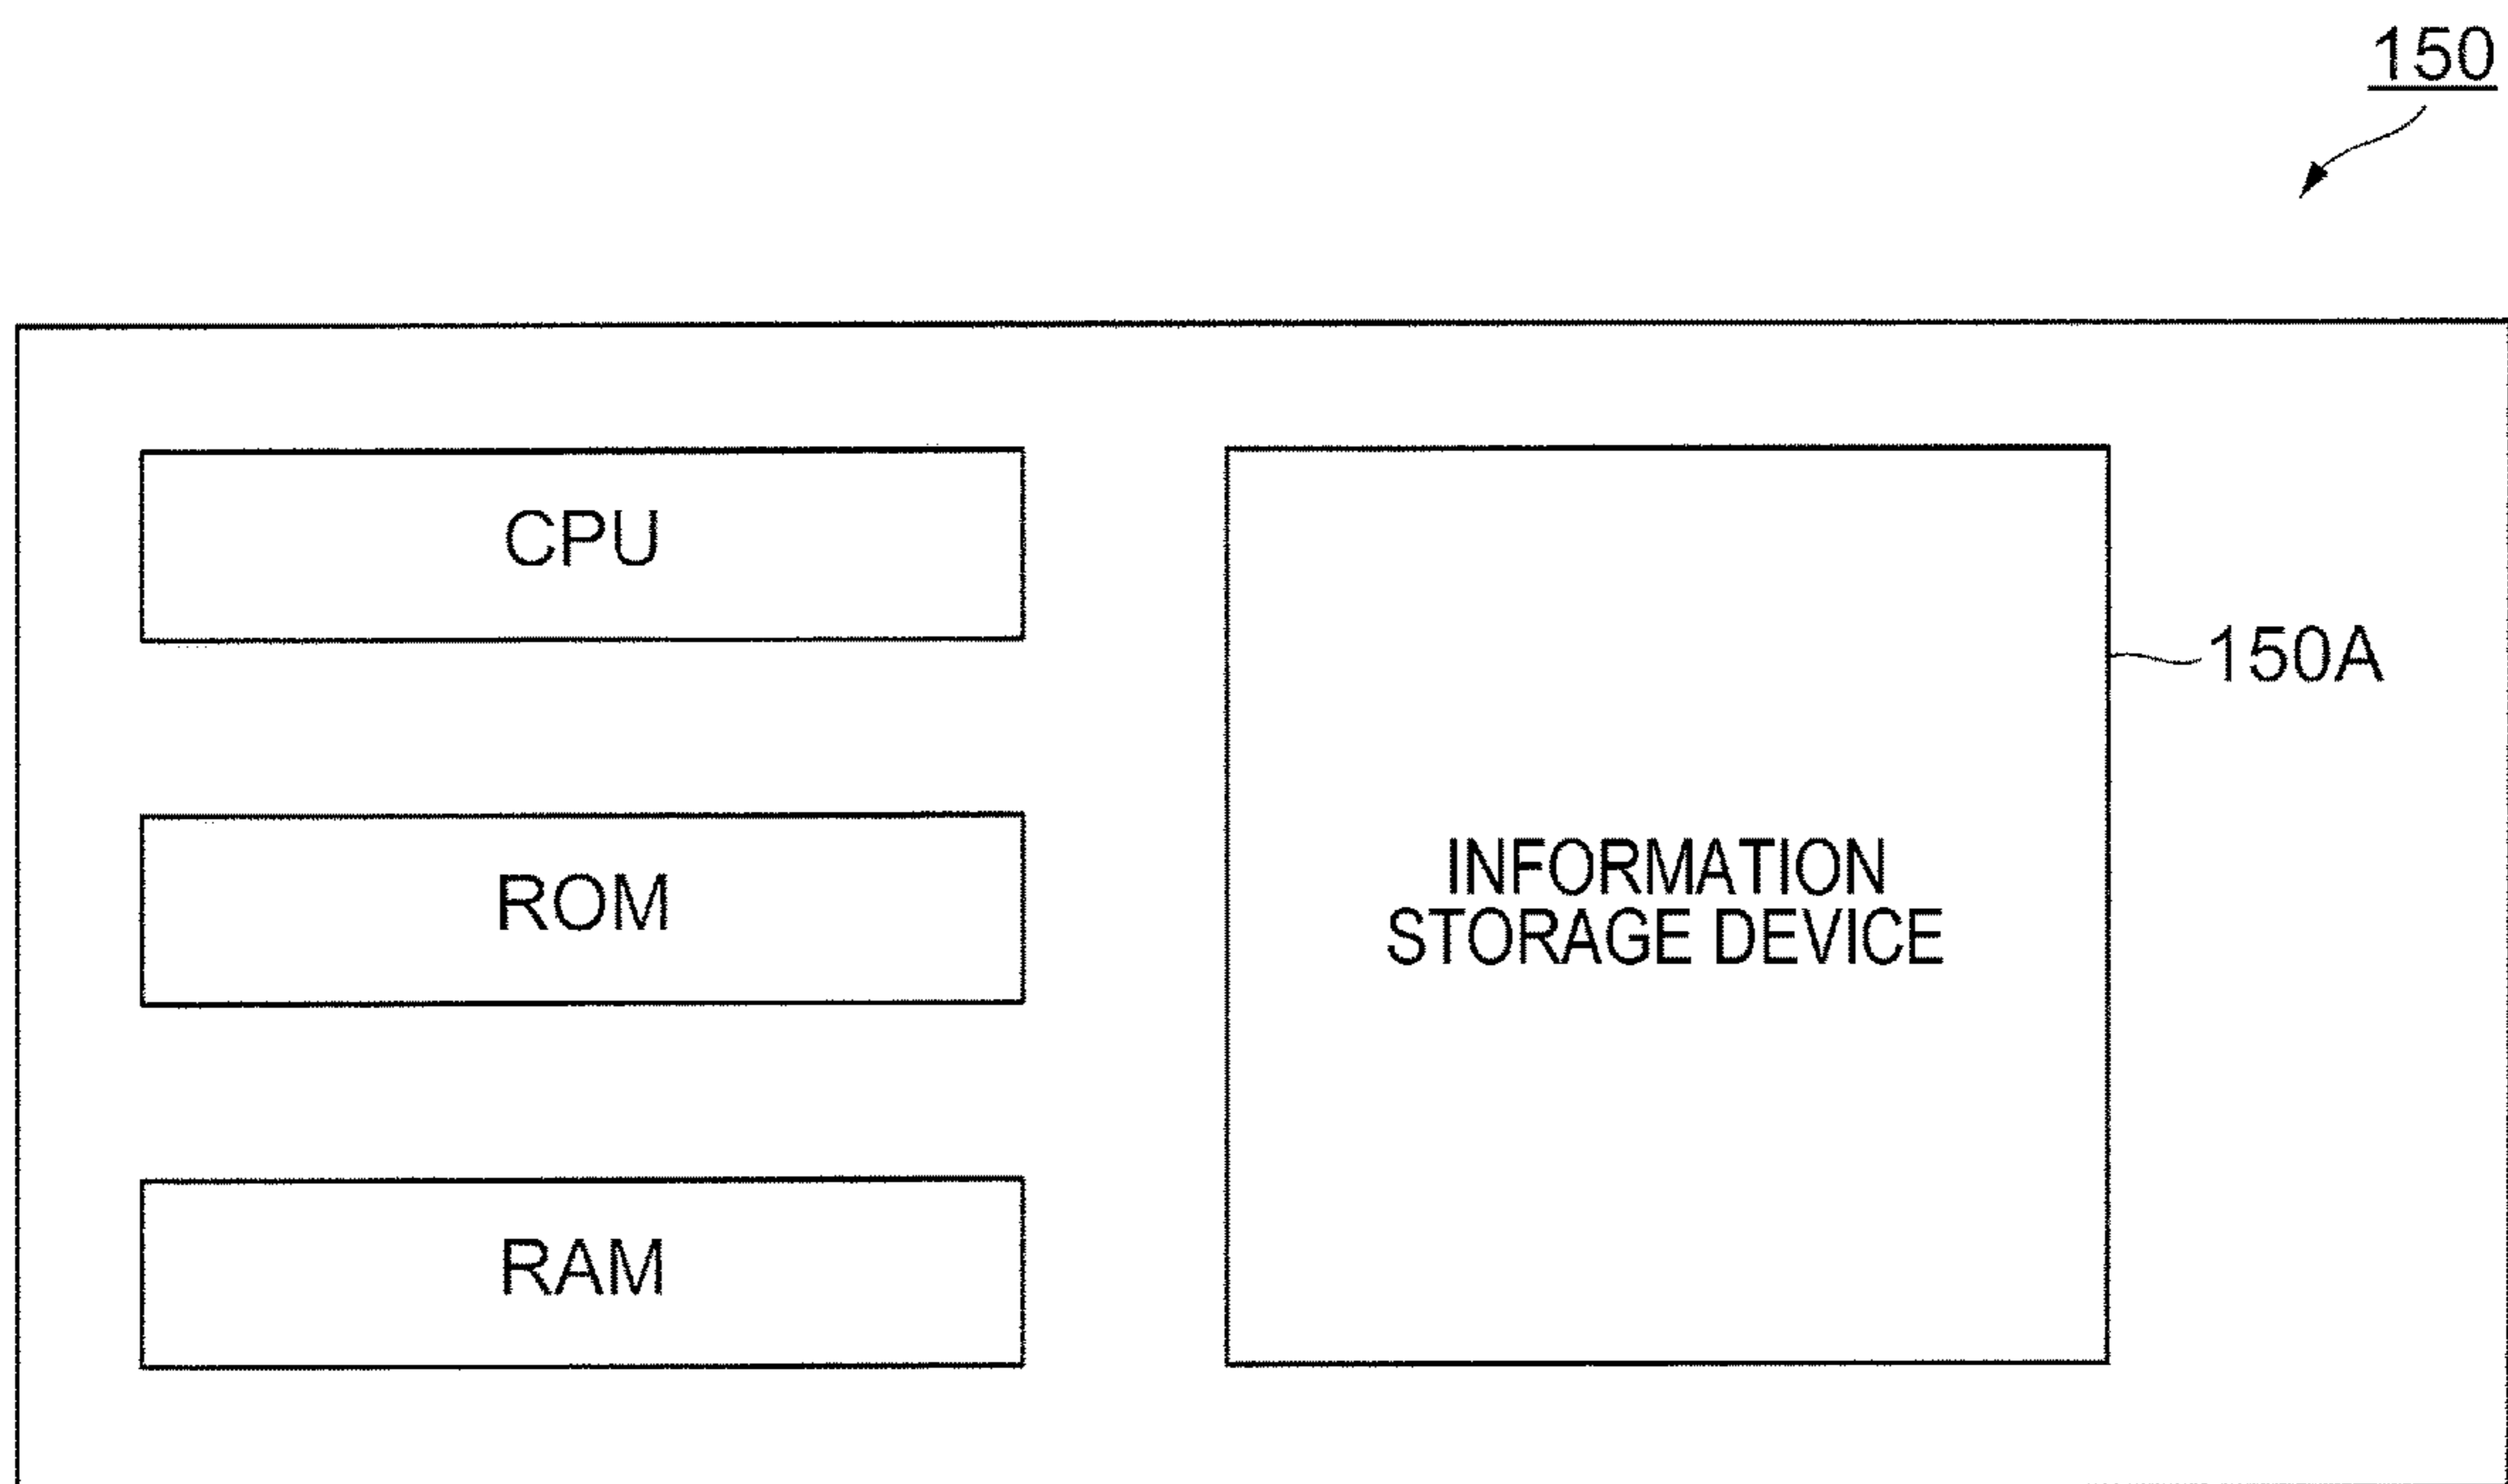 150
CPU
150A
ROM
INFORMATION
STORAGE DEVICE
RAM